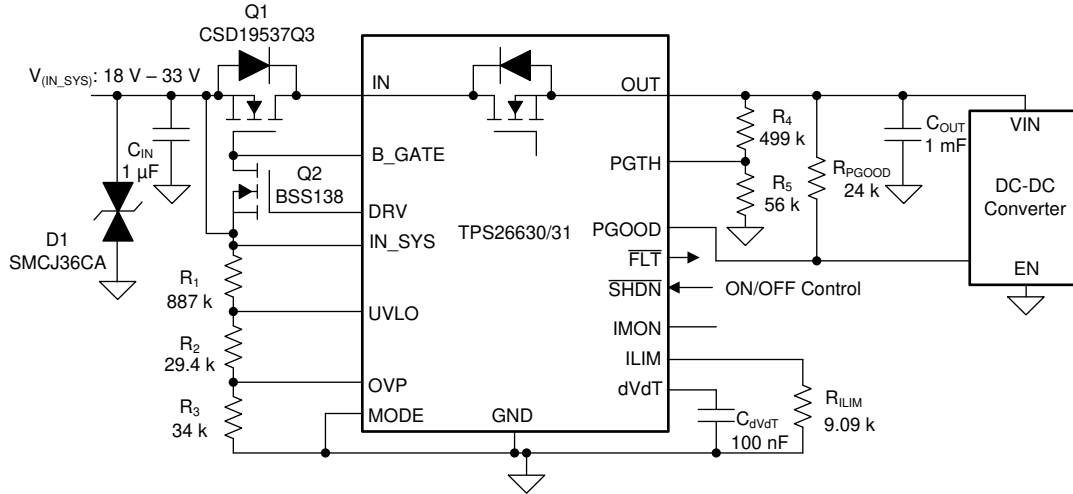 Q1
CSD19537Q3
V(IN_SYS): 18 V – 33 V
IN
OUT
CIN
1 µF
B_GATE
Q2
BSS138
DRV
IN_SYS
D1
SMCJ36CA
R1
887 k
UVLO
R2
29.4 k
OVP
R3
34 k
MODE
GND
TPS26630/31
PGTH
R4
499 k
R5
56 k
RPGOOD
24 k
COUT
1 mF
VIN
DC-DC
Converter
EN
PGOOD
FLT
SHDN
ON/OFF Control
IMON
ILIM
dVdT
CdVdT
100 nF
RILIM
9.09 k